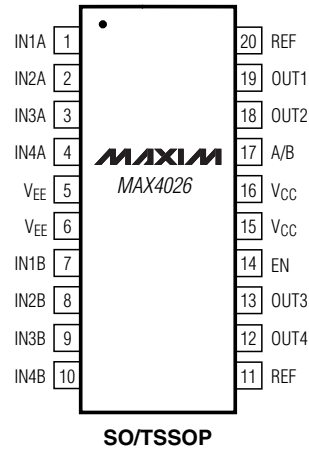 IN1A 1 20 REF
IN2A 2 19 OUT1
IN3A 3 18 OUT2
IN4A 4 MAXIM 17 A/B
VEE 5 MAX4026 16 VCC
VEE 6 15 VCC
IN1B 7 14 EN
IN2B 8 13 OUT3
IN3B 9 12 OUT4
IN4B 10 11 REF
SO/TSSOP